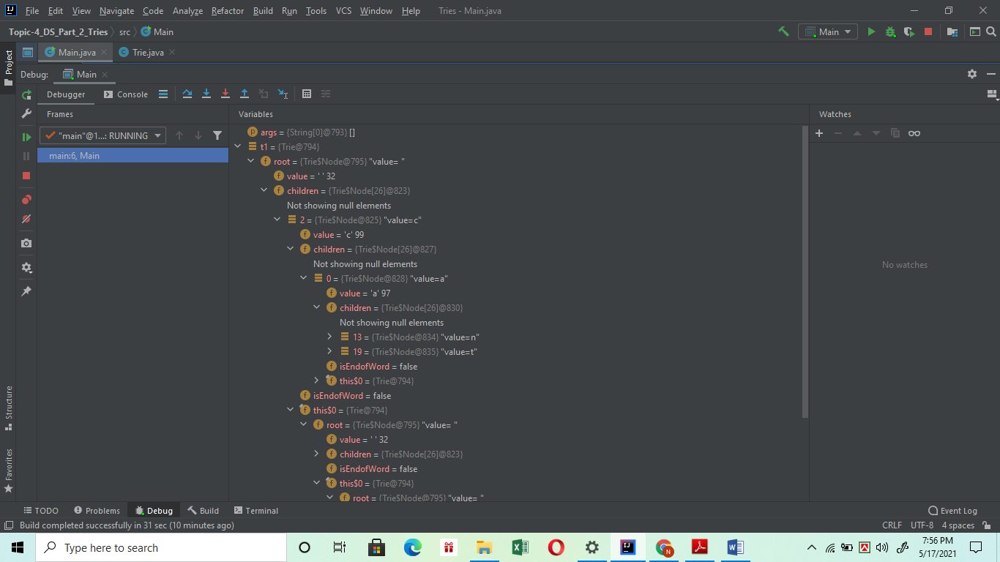 File Edit View Navigate Code Analyze Refactor Build Run Tools VCS Window Help Tries - Main.java
Topic-4_DS_Part_2_Tries src Main
Main
Project
Main.java Trie.java
Debug: Main
Debugger Console
Frames
Variables
Watches
"main"@1...: RUNNING
main:6, Main
args = {String[0]@793} []
t1 = {Trie@794}
root = {Trie$Node@795} "value= "
value = ' ' 32
children = {Trie$Node[26]@823}
Not showing null elements
2 = {Trie$Node@825} "value=c"
value = 'c' 99
children = {Trie$Node[26]@827}
Not showing null elements
0 = {Trie$Node@828} "value=a"
value = 'a' 97
children = {Trie$Node[26]@830}
Not showing null elements
13 = {Trie$Node@834} "value=n"
19 = {Trie$Node@835} "value=t"
isEndofWord = false
this$0 = {Trie@794}
isEndofWord = false
this$0 = {Trie@794}
root = {Trie$Node@795} "value= "
value = ' ' 32
children = {Trie$Node[26]@823}
isEndofWord = false
this$0 = {Trie@794}
root = {Trie$Node@795} "value= "
No watches
Structure
Favorites
TODO Problems Debug Build Terminal Event Log
Build completed successfully in 31 sec (10 minutes ago) CRLF UTF-8 4 spaces
Type here to search
7:56 PM
5/17/2021